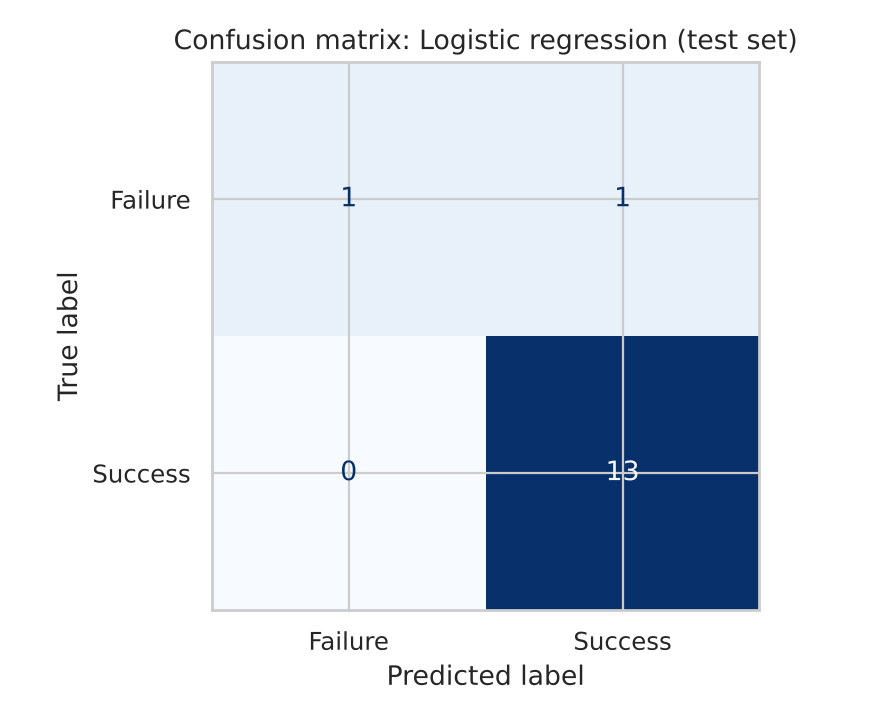 Confusion matrix: Logistic regression (test set)
True label
Failure
1 1
Success
0 13
Failure Success
Predicted label